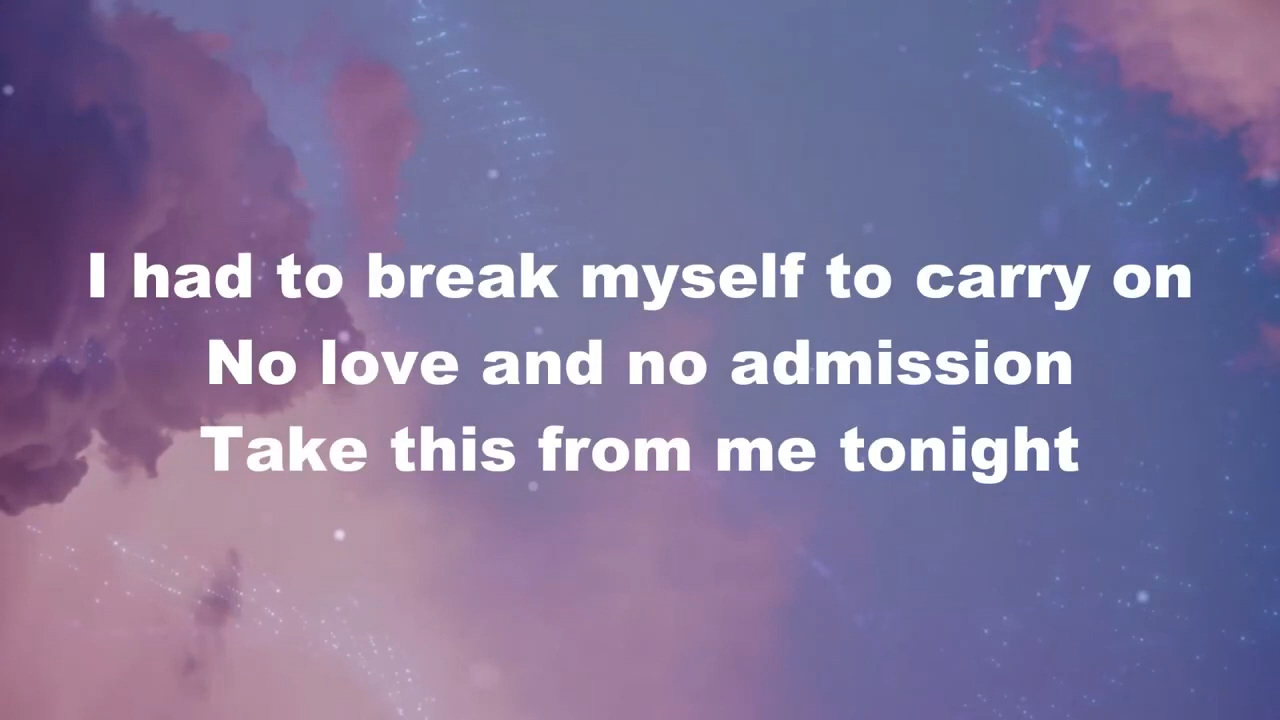 I had to break myself to carry on
No love and no admission
Take this from me tonight